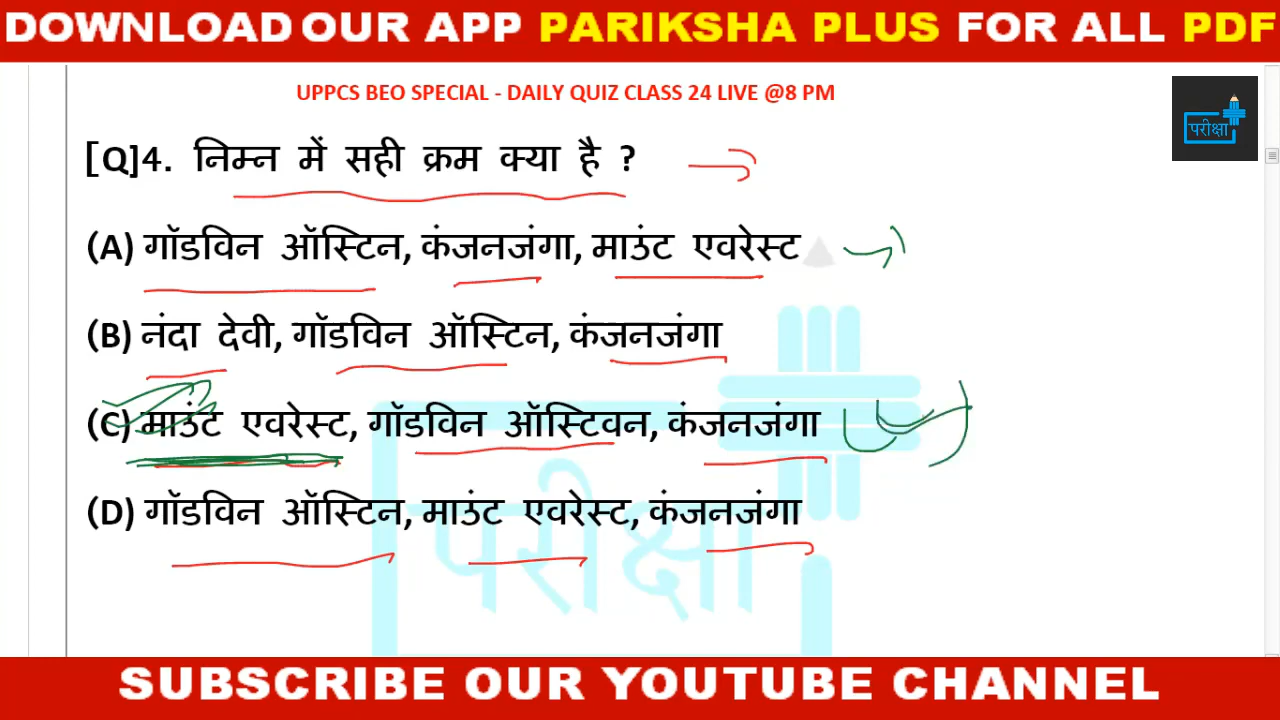 DOWNLOAD OUR APP PARIKSHA PLUS FOR ALL PDF
UPPCS BEO SPECIAL - DAILY QUIZ CLASS 24 LIVE @8 PM
परीक्षा
[Q]4. निम्न में सही क्रम क्या है ?
(A) गॉडविन ऑस्टिन, कंजनजंगा, माउंट एवरेस्ट
(B) नंदा देवी, गॉडविन ऑस्टिन, कंजनजंगा
(C) माउंट एवरेस्ट, गॉडविन ऑस्टिवन, कंजनजंगा
(D) गॉडविन ऑस्टिन, माउंट एवरेस्ट, कंजनजंगा
परीक्षा
SUBSCRIBE OUR YOUTUBE CHANNEL